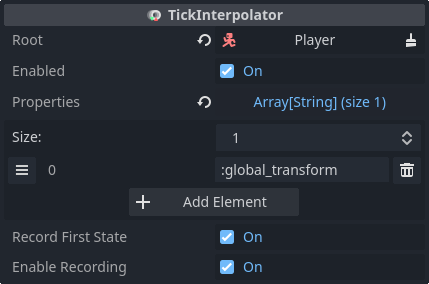 TickInterpolator
Root Player
Enabled On
Properties Array[String] (size 1)
Size: 1
0 :global_transform
Add Element
Record First State On
Enable Recording On